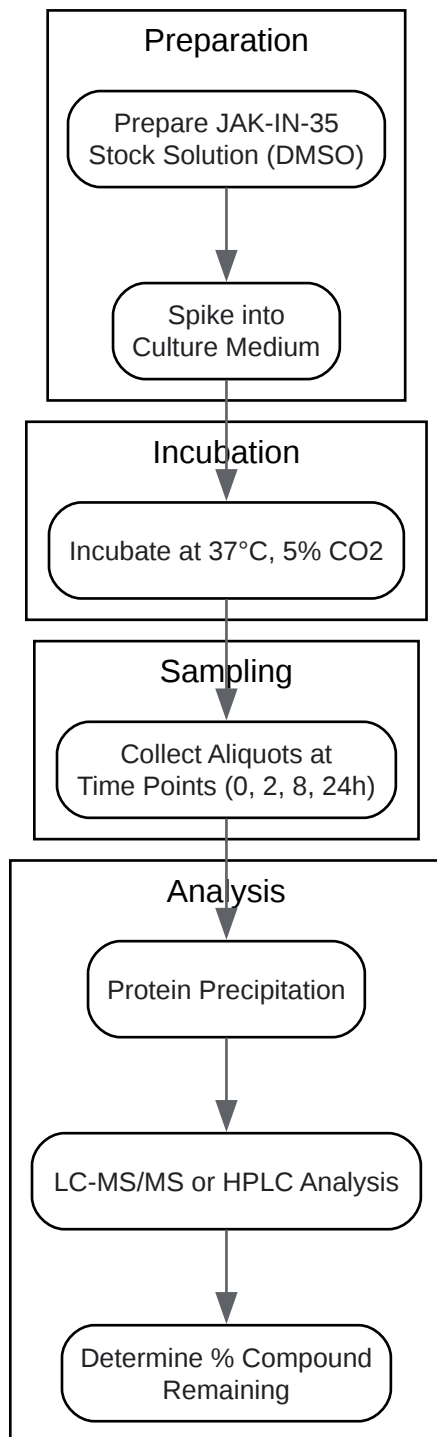 Preparation
Prepare JAK-IN-35
Stock Solution (DMSO)
Spike into
Culture Medium
Incubation
Incubate at 37°C, 5% CO2
Sampling
Collect Aliquots at
Time Points (0, 2, 8, 24h)
Analysis
Protein Precipitation
LC-MS/MS or HPLC Analysis
Determine % Compound
Remaining